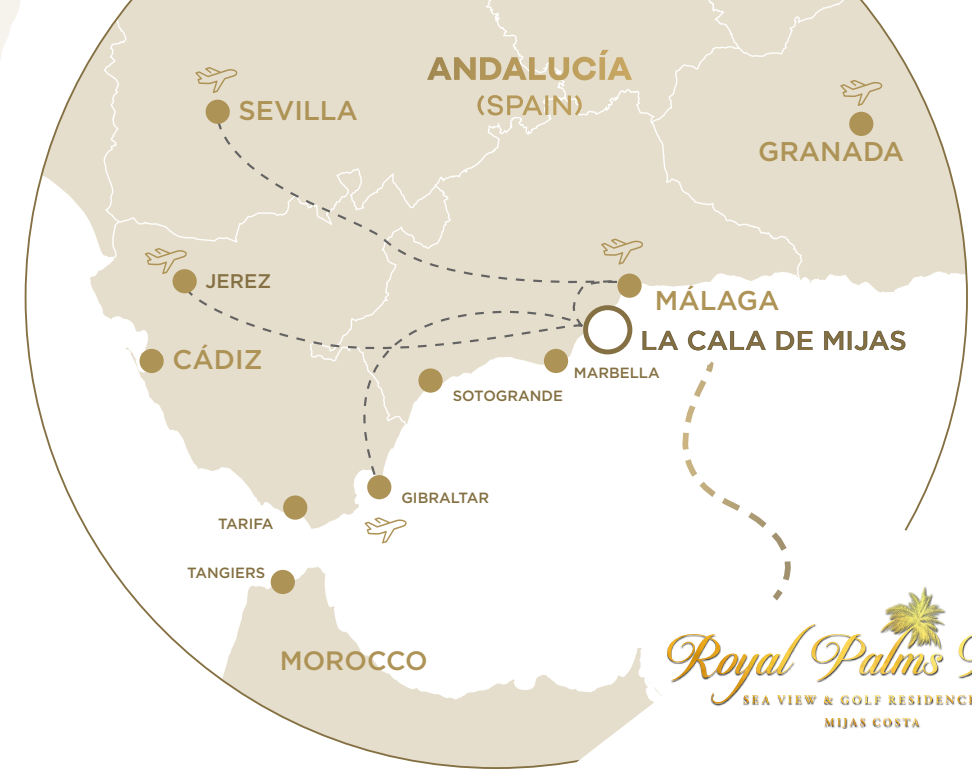 ANDALUCÍA
(SPAIN)
SEVILLA
GRANADA
JEREZ
MÁLAGA
LA CALA DE MIJAS
CÁDIZ
MARBELLA
SOTOGRANDE
GIBRALTAR
TARIFA
TANGIERS
MOROCCO
Royal Palms
SEA VIEW & GOLF RESIDENC
MIJAS COSTA